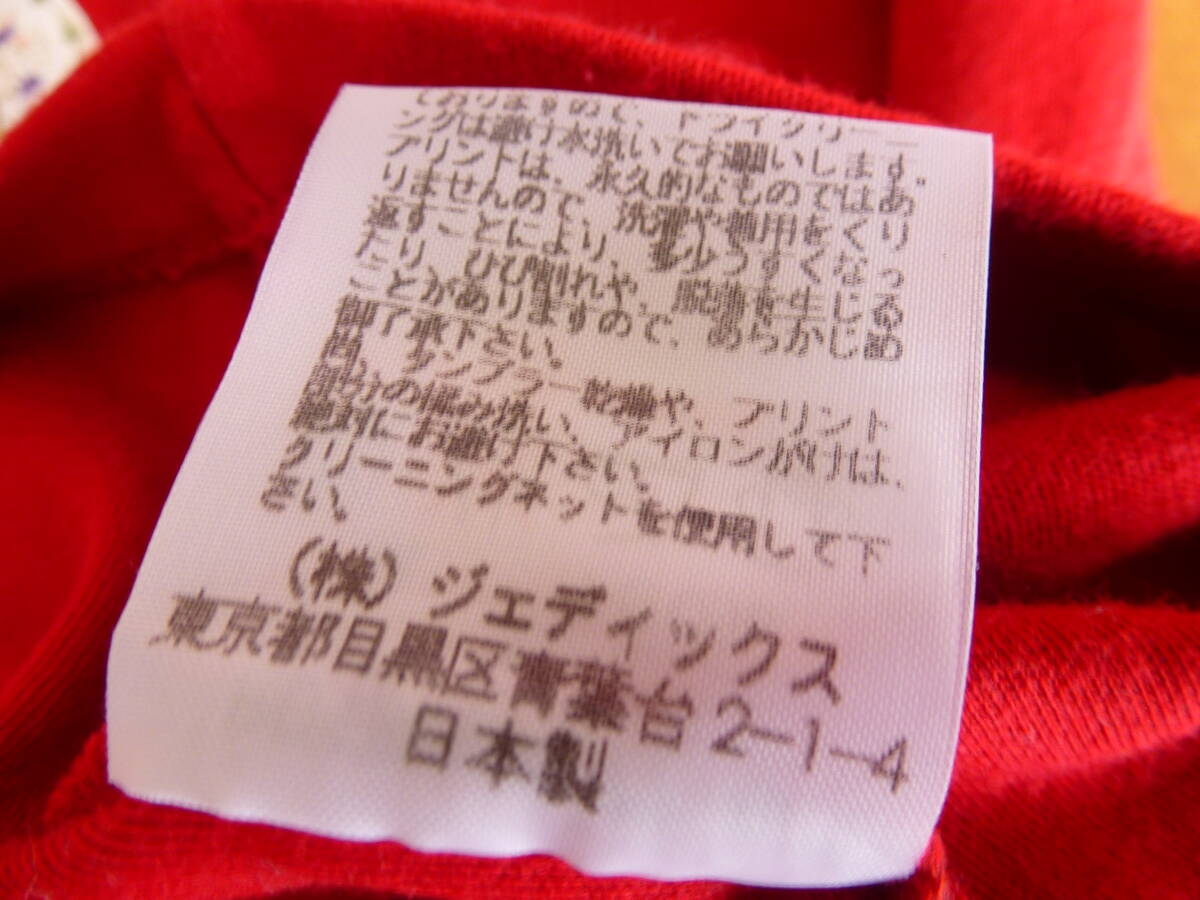 ておりますので、ドライクリー
ングは避け水洗いでお願いします。
プリントは、永久的なものではあ
りませんので、洗濯や着用をくり
返すことにより、多少うすくなっ
たり、ひび割れや、脱落を生じる
ことがありますので、あらかじめ
御了承下さい。
尚、タンブラー乾燥や、プリント
部分の揉み洗い、アイロンがけは、
絶対にお避け下さい。
クリーニングネットを使用して下
さい。
(株)ジェディックス
東京都目黒区青葉台2-1-4
日本製